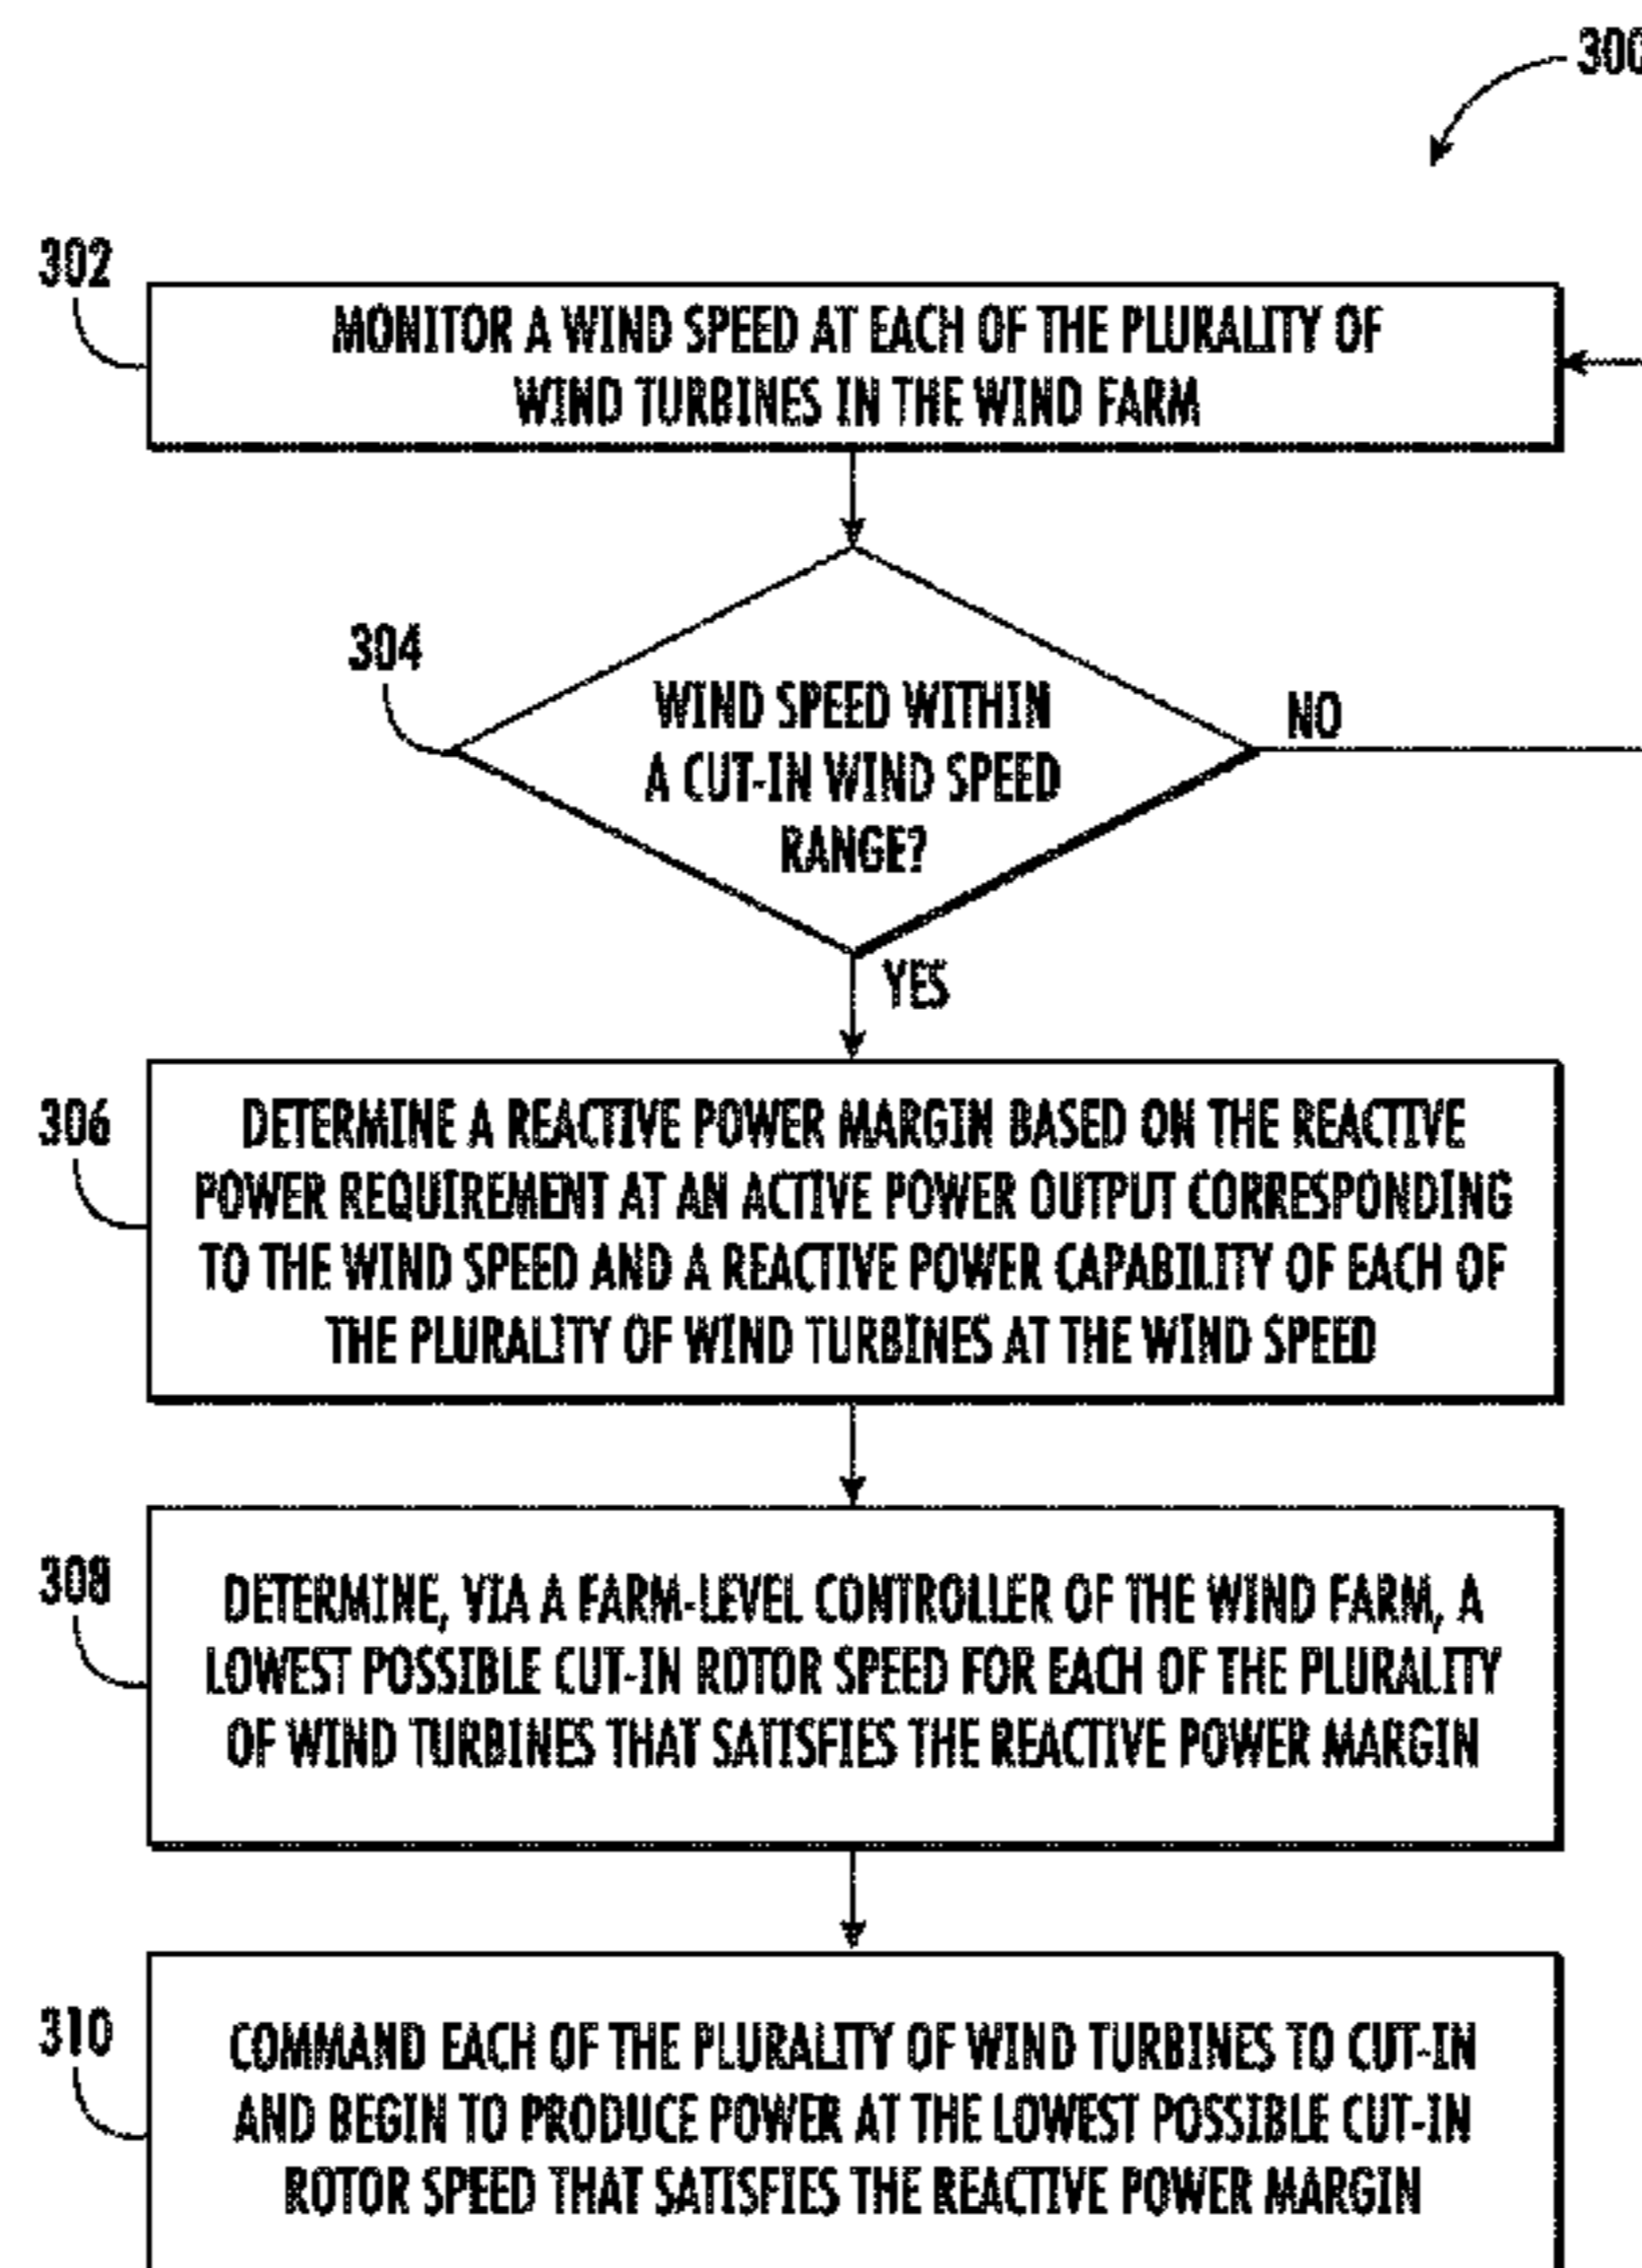 300
302
MONITOR A WIND SPEED AT EACH OF THE PLURALITY OF
WIND TURBINES IN THE WIND FARM
304
WIND SPEED WITHIN
A CUT-IN WIND SPEED
RANGE?
NO
YES
306
DETERMINE A REACTIVE POWER MARGIN BASED ON THE REACTIVE
POWER REQUIREMENT AT AN ACTIVE POWER OUTPUT CORRESPONDING
TO THE WIND SPEED AND A REACTIVE POWER CAPABILITY OF EACH OF
THE PLURALITY OF WIND TURBINES AT THE WIND SPEED
308
DETERMINE, VIA A FARM-LEVEL CONTROLLER OF THE WIND FARM, A
LOWEST POSSIBLE CUT-IN ROTOR SPEED FOR EACH OF THE PLURALITY
OF WIND TURBINES THAT SATISFIES THE REACTIVE POWER MARGIN
310
COMMAND EACH OF THE PLURALITY OF WIND TURBINES TO CUT-IN
AND BEGIN TO PRODUCE POWER AT THE LOWEST POSSIBLE CUT-IN
ROTOR SPEED THAT SATISFIES THE REACTIVE POWER MARGIN